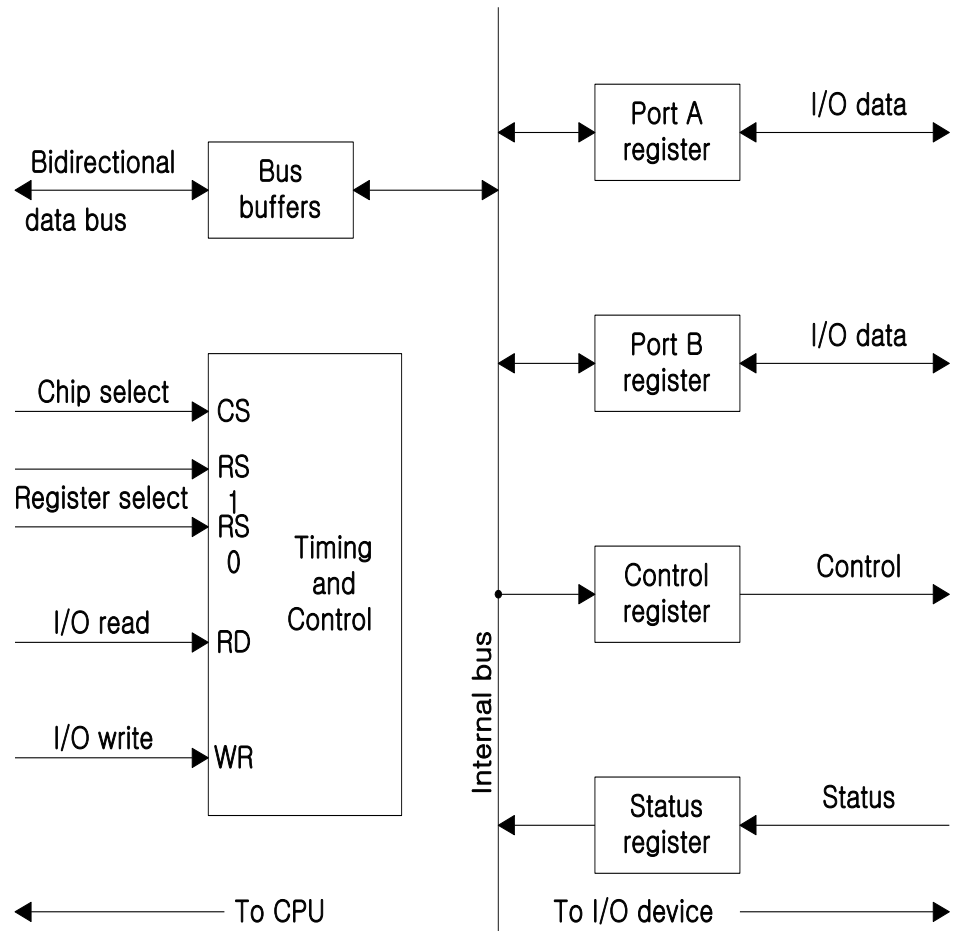 Bidirectional
data bus
Bus
buffers
Port A
register
I/O data
Port B
register
I/O data
Chip select
CS
RS
1
Register select
RS
0
I/O read
RD
I/O write
WR
Timing
and
Control
Internal bus
Control
register
Control
Status
register
Status
To CPU
To I/O device